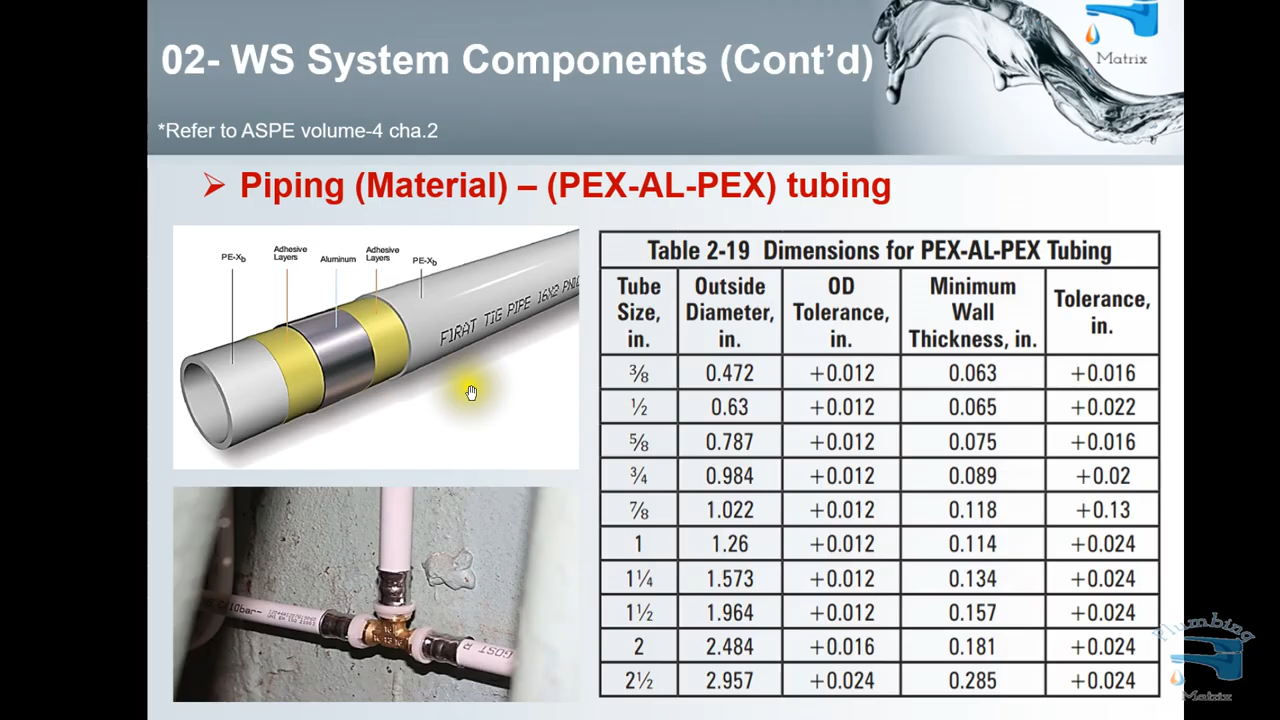 02- WS System Components (Cont’d)
Matrix
*Refer to ASPE volume-4 cha.2
➢ Piping (Material) – (PEX-AL-PEX) tubing
PE-Xb
Adhesive
Layers
Aluminum
Adhesive
Layers
PE-Xb
FIRAT TIG PIPE 16X2
Table 2-19 Dimensions for PEX-AL-PEX Tubing
Tube Size, in. Outside Diameter, in. OD Tolerance, in. Minimum Wall Thickness, in. Tolerance, in.
⅜ 0.472 +0.012 0.063 +0.016
½ 0.63 +0.012 0.065 +0.022
⅝ 0.787 +0.012 0.075 +0.016
¾ 0.984 +0.012 0.089 +0.02
⅞ 1.022 +0.012 0.118 +0.13
1 1.26 +0.012 0.114 +0.024
1¼ 1.573 +0.012 0.134 +0.024
1½ 1.964 +0.012 0.157 +0.024
2 2.484 +0.016 0.181 +0.024
2½ 2.957 +0.024 0.285 +0.024
10bar-
GOST R
Plumbing
Matrix